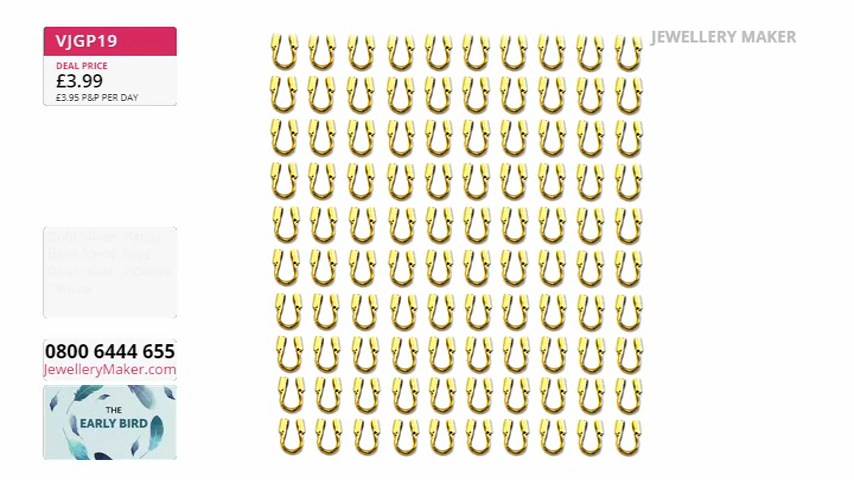 VJGP19
DEAL PRICE
£3.99
£3.95 P&P PER DAY
JEWELLERY MAKER
0800 6444 655
JewelleryMaker.com
THE
EARLY BIRD